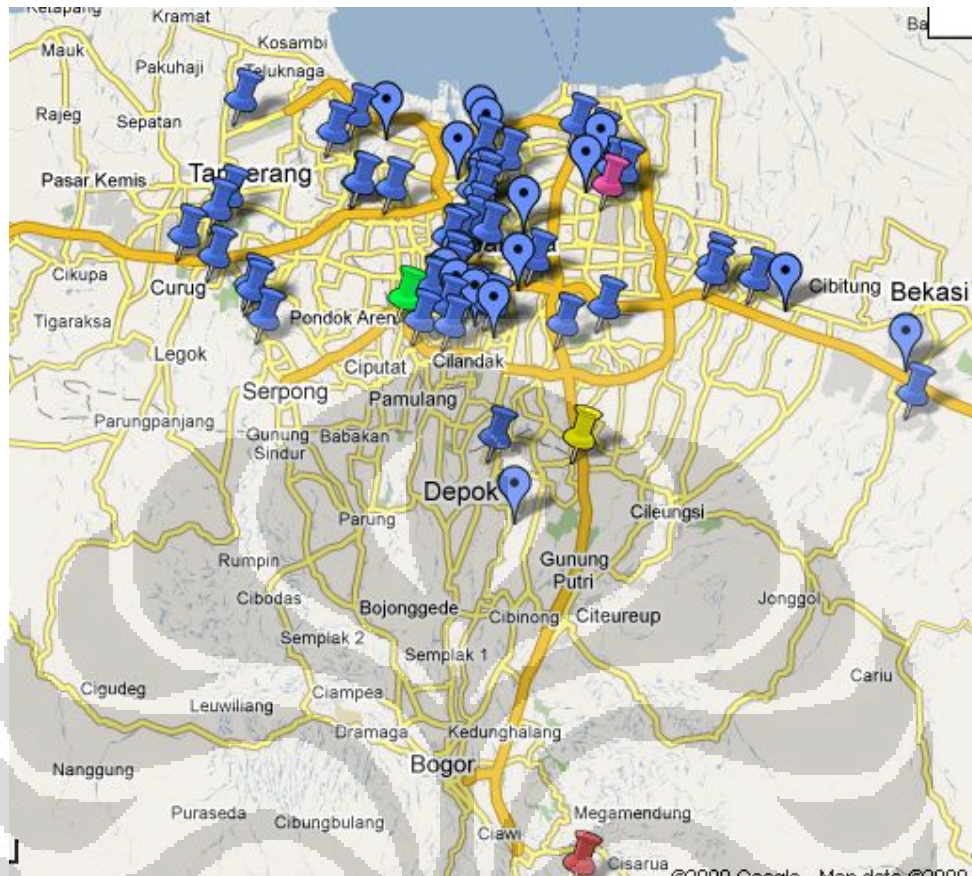 Kramat
Mauk
Kosambi
Pakuhaji
Teluknaga
Rajeg
Sepatan
Tangerang
Pasar Kemis
Cikupa
Curug
Cibitung
Bekasi
Tigaraksa
Pondok Aren
Legok
Ciputat
Cilandak
Serpong
Pamulang
Parungpanjang
Gunung
Sindur
Babakan
Depok
Parung
Cileungsi
Rumpin
Gunung
Putri
Cibodas
Bojonggede
Cibinong
Citeureup
Jonggol
Semplak 2
Semplak 1
Cariu
Cigudeg
Ciampea
Leuwiliang
Dramaga
Kedunghalang
Nanggung
Bogor
Puraseda
Cibungbulang
Megamendung
Ciawi
Cisarua